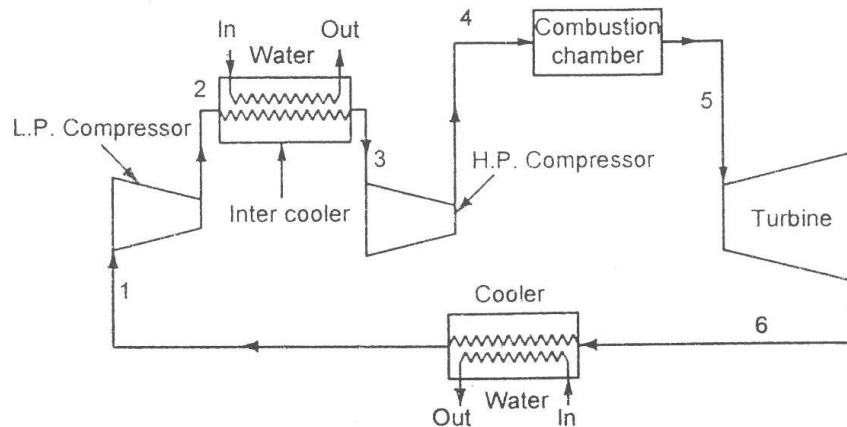 4
Combustion
chamber
In
Out
Water
2
5
L.P. Compressor
3
H.P. Compressor
Inter cooler
Turbine
1
Cooler
6
Out
Water
In